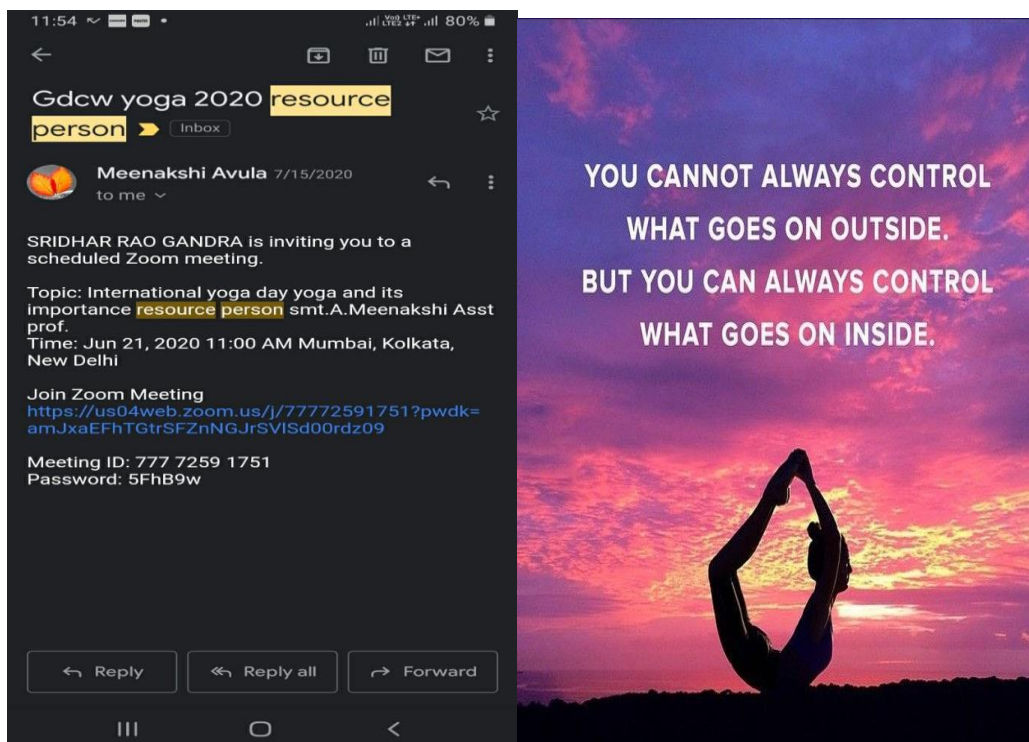 11:54
80%
Gdcw yoga 2020 resource
person
Inbox
Meenakshi Avula 7/15/2020
to me
SRIDHAR RAO GANDRA is inviting you to a
scheduled Zoom meeting.
Topic: International yoga day yoga and its
importance resource person smt.A.Meenakshi Asst
prof.
Time: Jun 21, 2020 11:00 AM Mumbai, Kolkata,
New Delhi
Join Zoom Meeting
https://us04web.zoom.us/j/77772591751?pwdk=
amJxaEFhTGtrSFZnNGJrSVlSd00rdz09
Meeting ID: 777 7259 1751
Password: 5FhB9w
Reply
Reply all
Forward
YOU CANNOT ALWAYS CONTROL
WHAT GOES ON OUTSIDE.
BUT YOU CAN ALWAYS CONTROL
WHAT GOES ON INSIDE.